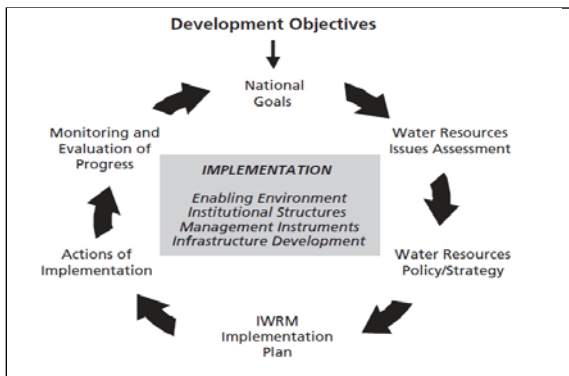 Development Objectives
National
Goals
Water Resources
Issues Assessment
Water Resources
Policy/Strategy
IWRM
Implementation
Plan
Actions of
Implementation
Monitoring and
Evaluation of
Progress
IMPLEMENTATION
Enabling Environment
Institutional Structures
Management Instruments
Infrastructure Development